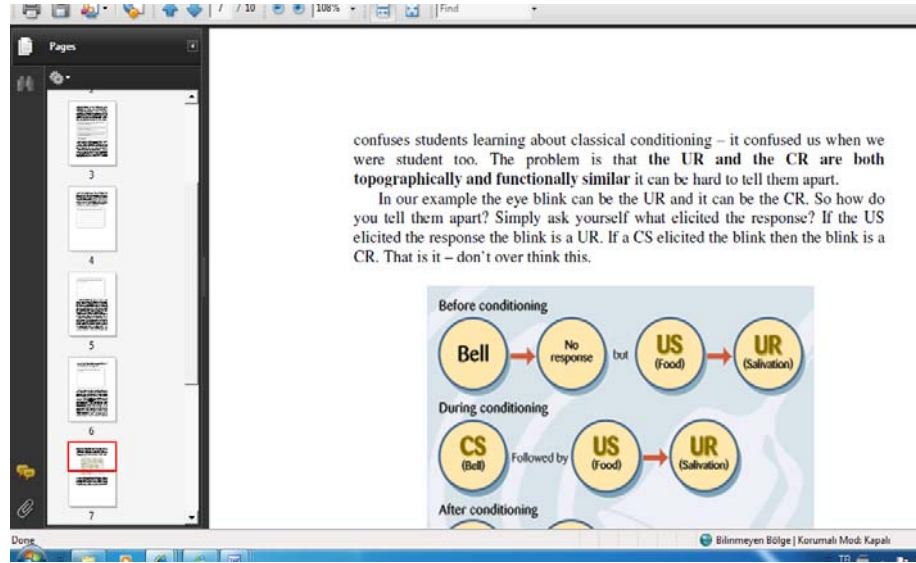 7 / 10
108%
Find
Pages
2
3
4
5
6
7
confuses students learning about classical conditioning – it confused us when we
were student too. The problem is that the UR and the CR are both
topographically and functionally similar it can be hard to tell them apart.
In our example the eye blink can be the UR and it can be the CR. So how do
you tell them apart? Simply ask yourself what elicited the response? If the US
elicited the response the blink is a UR. If a CS elicited the blink then the blink is a
CR. That is it – don't over think this.
Before conditioning
Bell
No
response
but
US
(Food)
UR
(Salivation)
During conditioning
CS
(Bell)
Followed by
US
(Food)
UR
(Salivation)
After conditioning
Done
Bilinmeyen Bölge | Korumalı Mod: Kapalı
TR